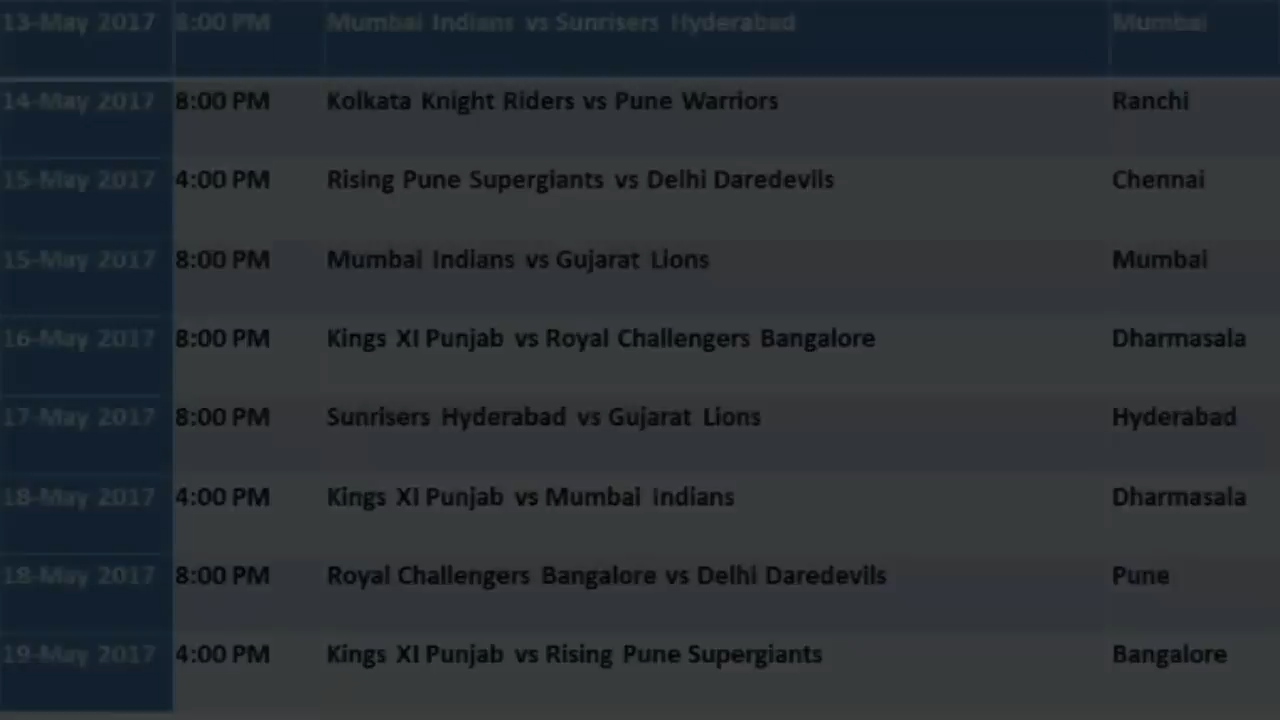 13-May 2017 8:00 PM Mumbai Indians vs Sunrisers Hyderabad Mumbai
14-May 2017 8:00 PM Kolkata Knight Riders vs Pune Warriors Ranchi
15-May 2017 4:00 PM Rising Pune Supergiants vs Delhi Daredevils Chennai
15-May 2017 8:00 PM Mumbai Indians vs Gujarat Lions Mumbai
16-May 2017 8:00 PM Kings XI Punjab vs Royal Challengers Bangalore Dharmasala
17-May 2017 8:00 PM Sunrisers Hyderabad vs Gujarat Lions Hyderabad
18-May 2017 4:00 PM Kings XI Punjab vs Mumbai Indians Dharmasala
18-May 2017 8:00 PM Royal Challengers Bangalore vs Delhi Daredevils Pune
19-May 2017 4:00 PM Kings XI Punjab vs Rising Pune Supergiants Bangalore